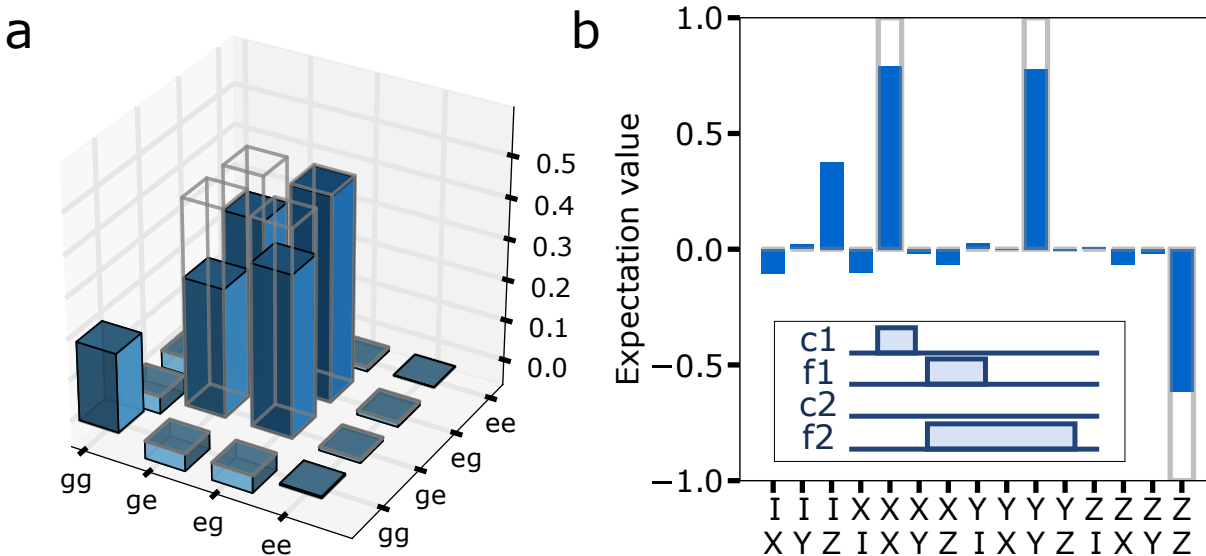 a
0.5
0.4
0.3
0.2
0.1
0.0
gg
ge
eg
ee
gg
ge
eg
ee
b
Expectation value
1.0
0.5
0.0
−0.5
−1.0
c1
f1
c2
f2
I I I X X X X Y Y Y Y Z Z Z Z
X Y Z I X Y Z I X Y Z I X Y Z